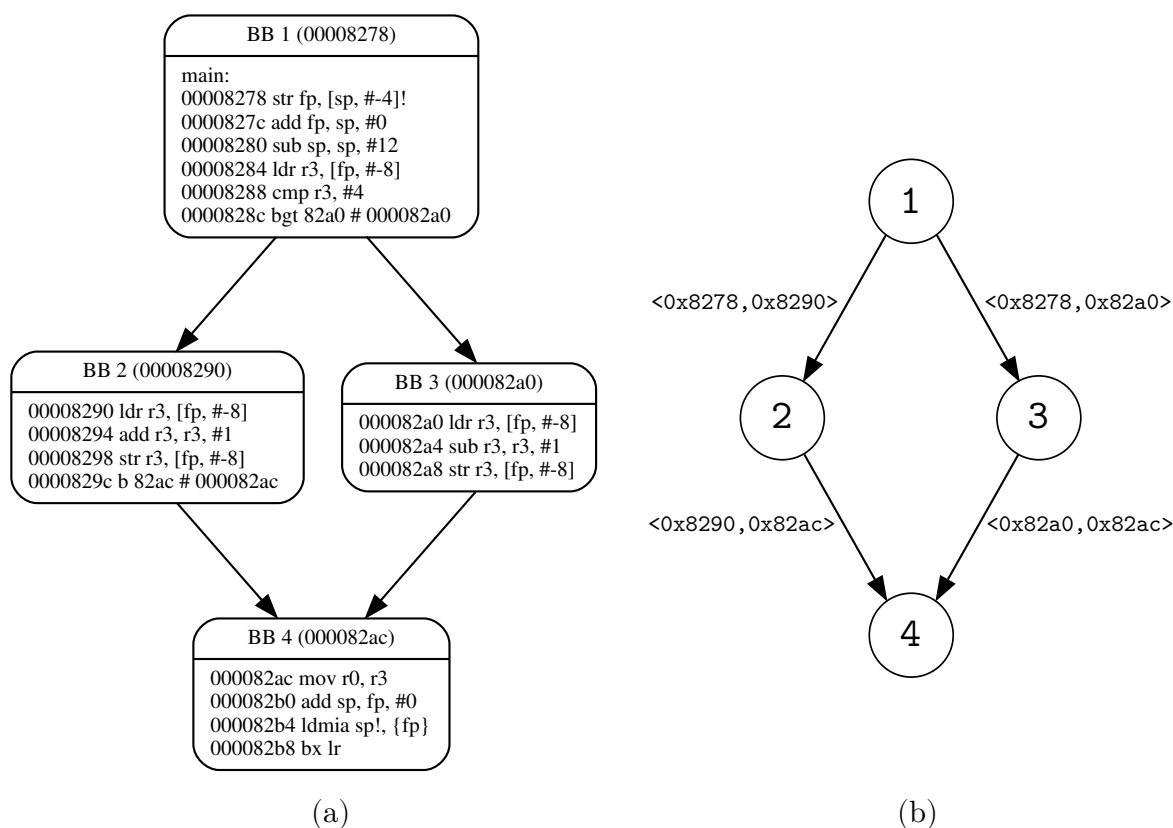 BB 1 (00008278)
main:
00008278 str fp, [sp, #-4]!
0000827c add fp, sp, #0
00008280 sub sp, sp, #12
00008284 ldr r3, [fp, #-8]
00008288 cmp r3, #4
0000828c bgt 82a0 # 000082a0
BB 2 (00008290)
00008290 ldr r3, [fp, #-8]
00008294 add r3, r3, #1
00008298 str r3, [fp, #-8]
0000829c b 82ac # 000082ac
BB 3 (000082a0)
000082a0 ldr r3, [fp, #-8]
000082a4 sub r3, r3, #1
000082a8 str r3, [fp, #-8]
BB 4 (000082ac)
000082ac mov r0, r3
000082b0 add sp, fp, #0
000082b4 ldmia sp!, {fp}
000082b8 bx lr
(a)
1
<0x8278,0x8290>
<0x8278,0x82a0>
2
3
<0x8290,0x82ac>
<0x82a0,0x82ac>
4
(b)